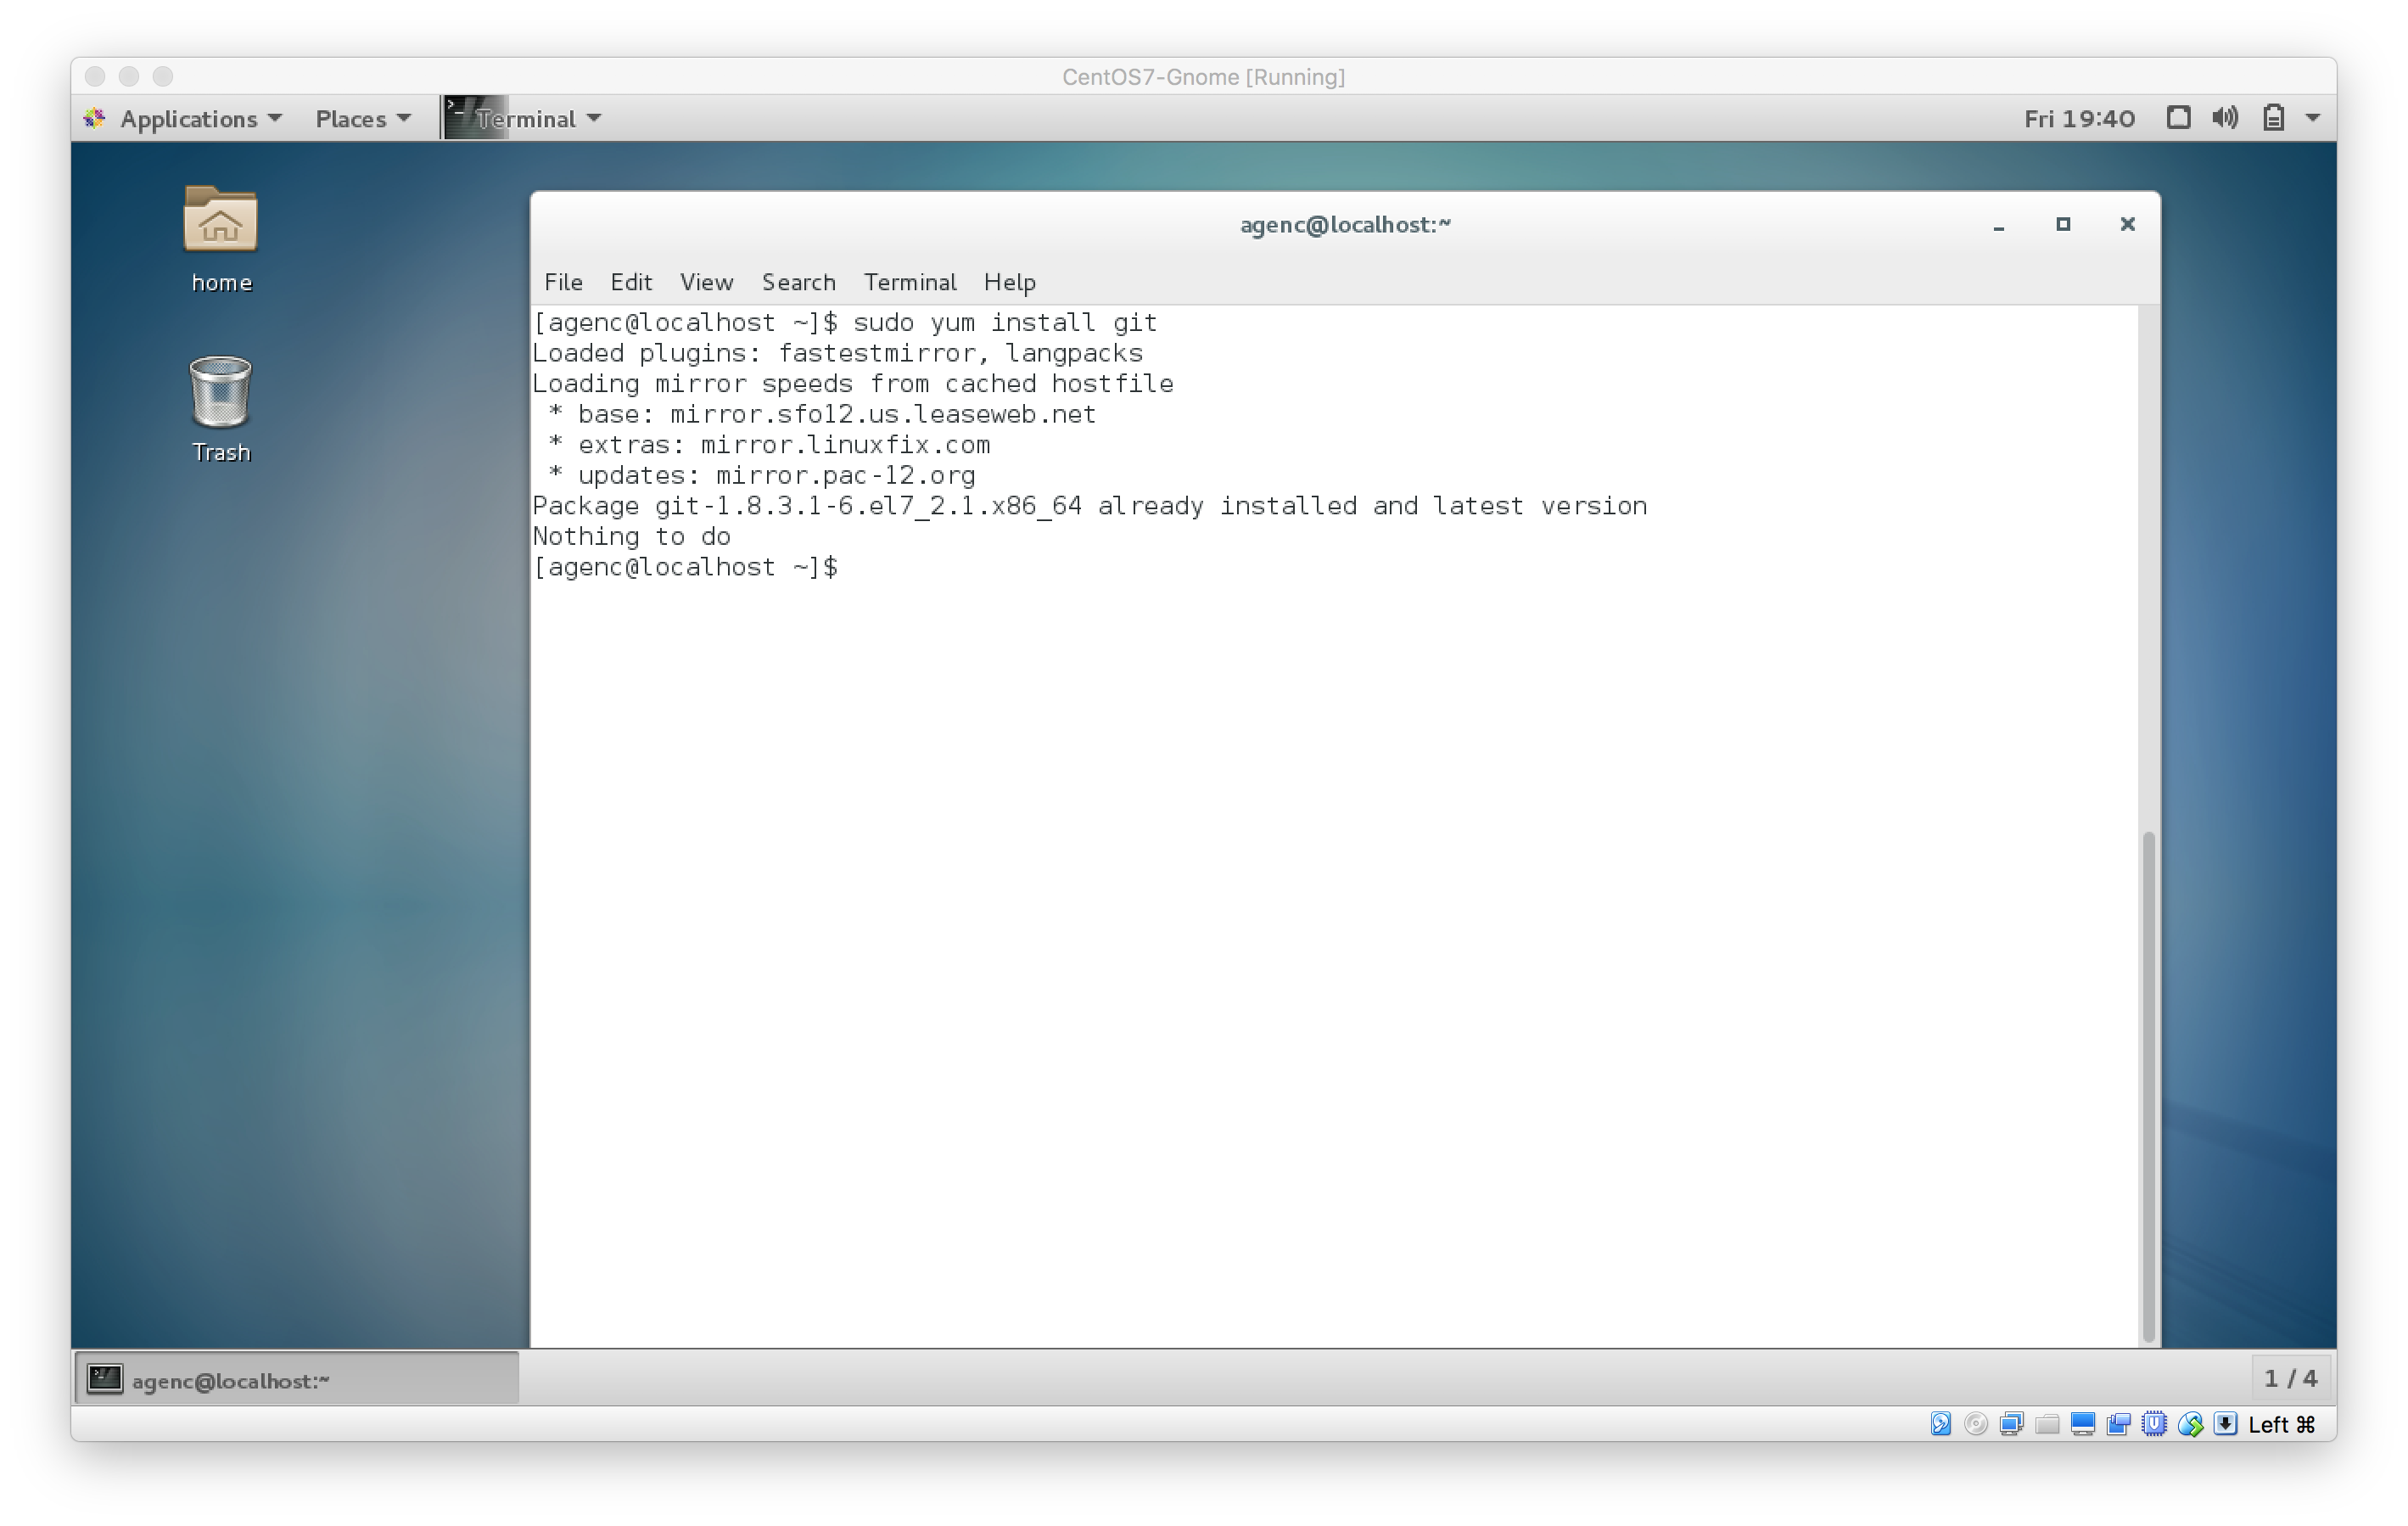 CentOS7-Gnome [Running]
Applications Places Terminal Fri 19:40
home
Trash
agenc@localhost:~
File Edit View Search Terminal Help
[agenc@localhost ~]$ sudo yum install git
Loaded plugins: fastestmirror, langpacks
Loading mirror speeds from cached hostfile
 * base: mirror.sfo12.us.leaseweb.net
 * extras: mirror.linuxfix.com
 * updates: mirror.pac-12.org
Package git-1.8.3.1-6.el7_2.1.x86_64 already installed and latest version
Nothing to do
[agenc@localhost ~]$
agenc@localhost:~ 1 / 4
Left ⌘